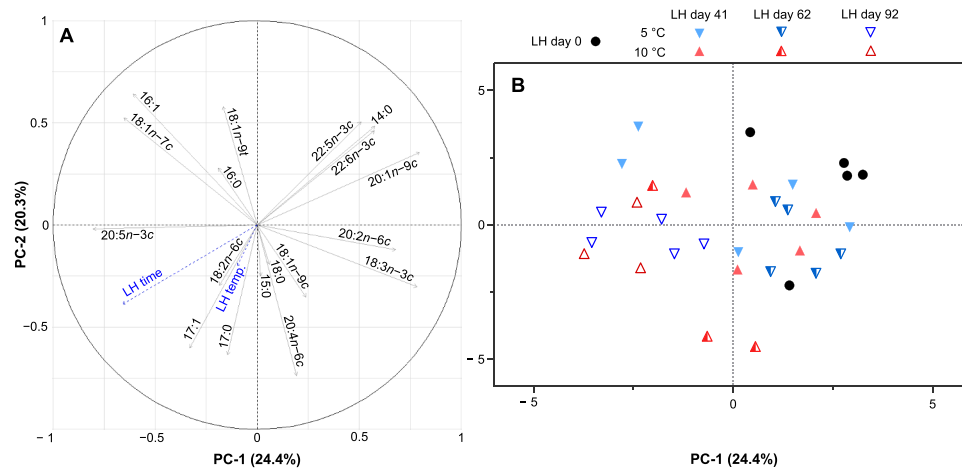 LH day 41 LH day 62 LH day 92
LH day 0
5 °C
10 °C
A
1
0.5
0
−0.5
−1
−0.5
0
0.5
1
PC-2 (20.3%)
PC-1 (24.4%)
16:1
18:1n−7c
18:1n−9t
16:0
22:5n−3c
14:0
22:6n−3c
20:1n−9c
20:5n−3c
20:2n−6c
18:3n−3c
LH time
18:2n−6c
LH temp.
18:1n−9c
18:0
15:0
17:1
17:0
20:4n−6c
B
5
0
−5
−5
0
5
PC-1 (24.4%)